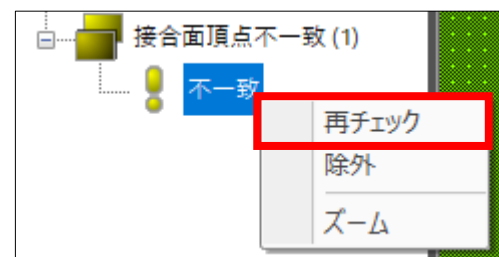 接合面頂点不一致 (1)
不一致
再チェック
除外
ズーム